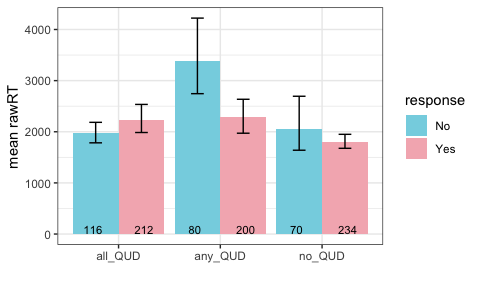 4000
3000
2000
1000
0
mean rawRT
116 212 80 200 70 234
all_QUD any_QUD no_QUD
response
No
Yes